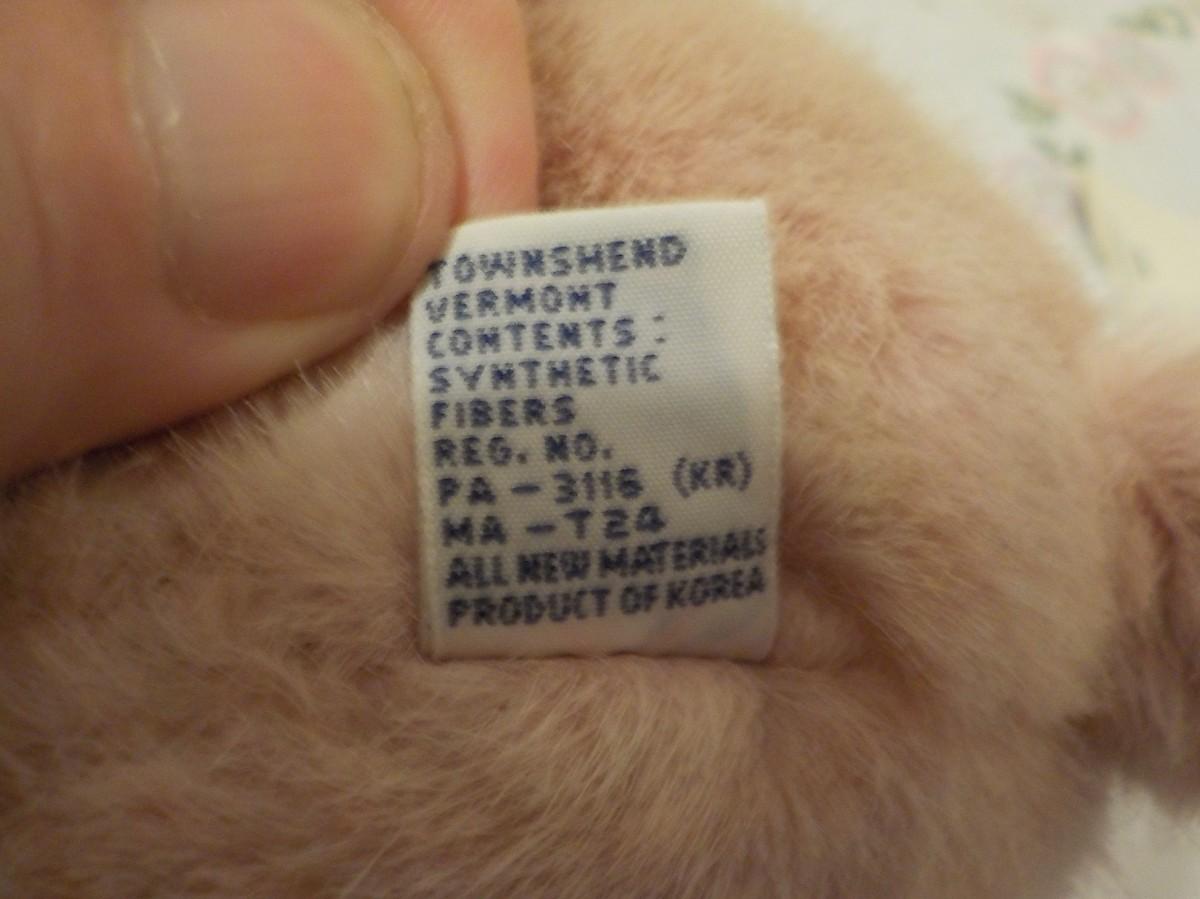 TOWNSHEND
VERMONT
CONTENTS :
SYNTHETIC
FIBERS
REG. NO.
PA - 3116 (KR)
MA - T24
ALL NEW MATERIALS
PRODUCT OF KOREA